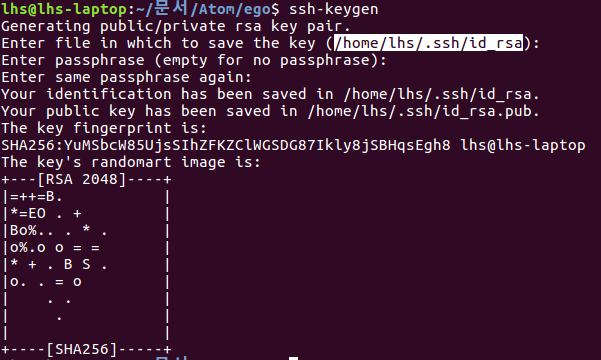 lhs@lhs-laptop:~/문서/Atom/ego$ ssh-keygen
Generating public/private rsa key pair.
Enter file in which to save the key (/home/lhs/.ssh/id_rsa):
Enter passphrase (empty for no passphrase):
Enter same passphrase again:
Your identification has been saved in /home/lhs/.ssh/id_rsa.
Your public key has been saved in /home/lhs/.ssh/id_rsa.pub.
The key fingerprint is:
SHA256:YuMSbcW85UjsSIhZFKZClWGSDG87Ikly8jSBHqsEgh8 lhs@lhs-laptop
The key's randomart image is:
+---[RSA 2048]----+
|=++=B.           |
|*=EO . +         |
|Bo%.. . * .      |
|o%.o o = =       |
|* + . B S .      |
|o. . = o         |
|    . .          |
|     .           |
|                 |
+----[SHA256]-----+